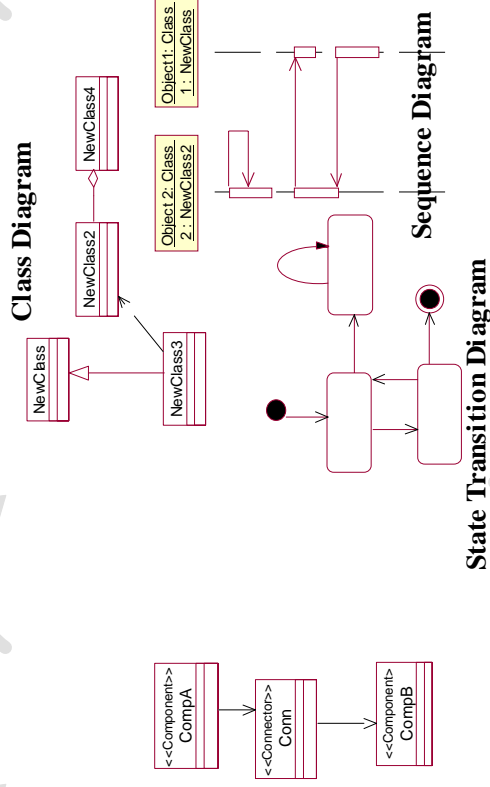 Class Diagram
NewClass
NewClass3
NewClass2
NewClass4
Object 2: Class
2 : NewClass2
Object1: Class
1 : NewClass
Sequence Diagram
State Transition Diagram
<<Component>>
CompA
<<Connector>>
Conn
<<Component>
CompB